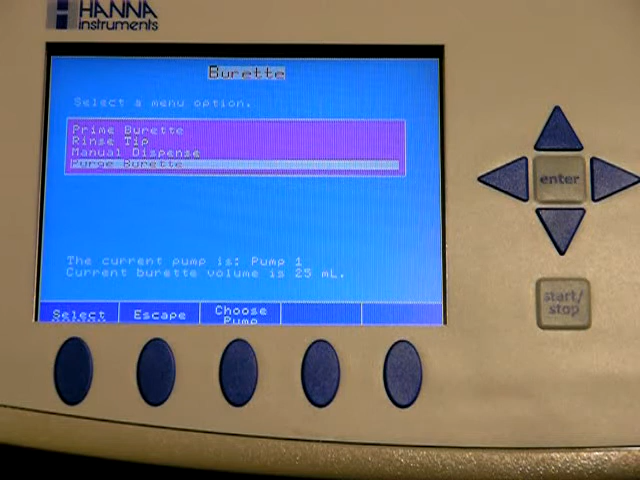 HANNA
instruments
Burette
Select a menu option.
Prime Burette
Rinse Tip
Manual Dispense
Purge Burette
The current pump is: Pump 1
Current burette volume is 25 mL.
Select
Escape
Choose
Pump
enter
start/
stop